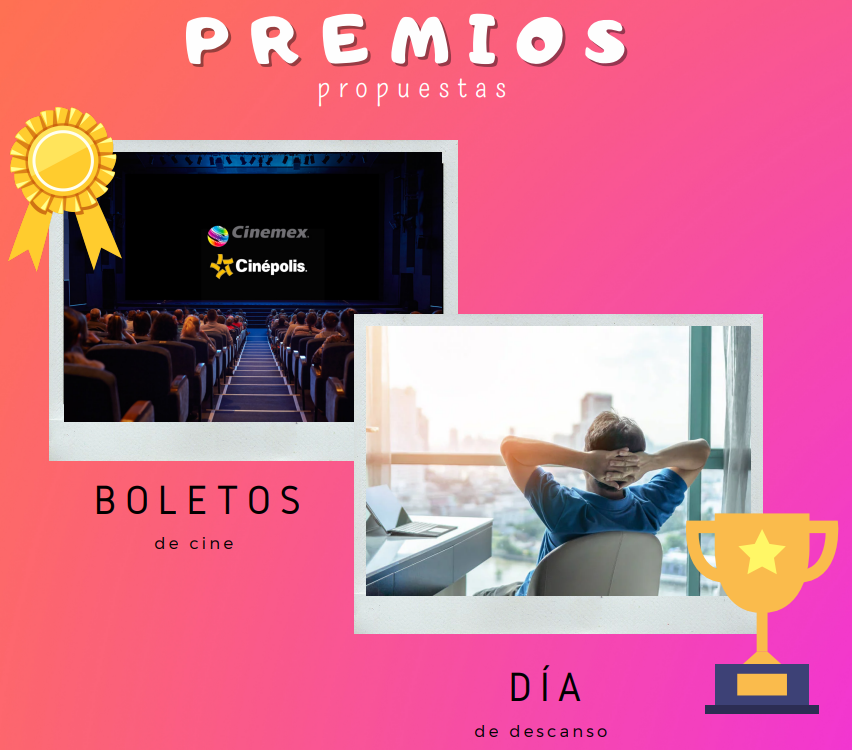 PREMIOS
propuestas
Cinemex.
Cinépolis.
BOLETOS
de cine
DÍA
de descanso